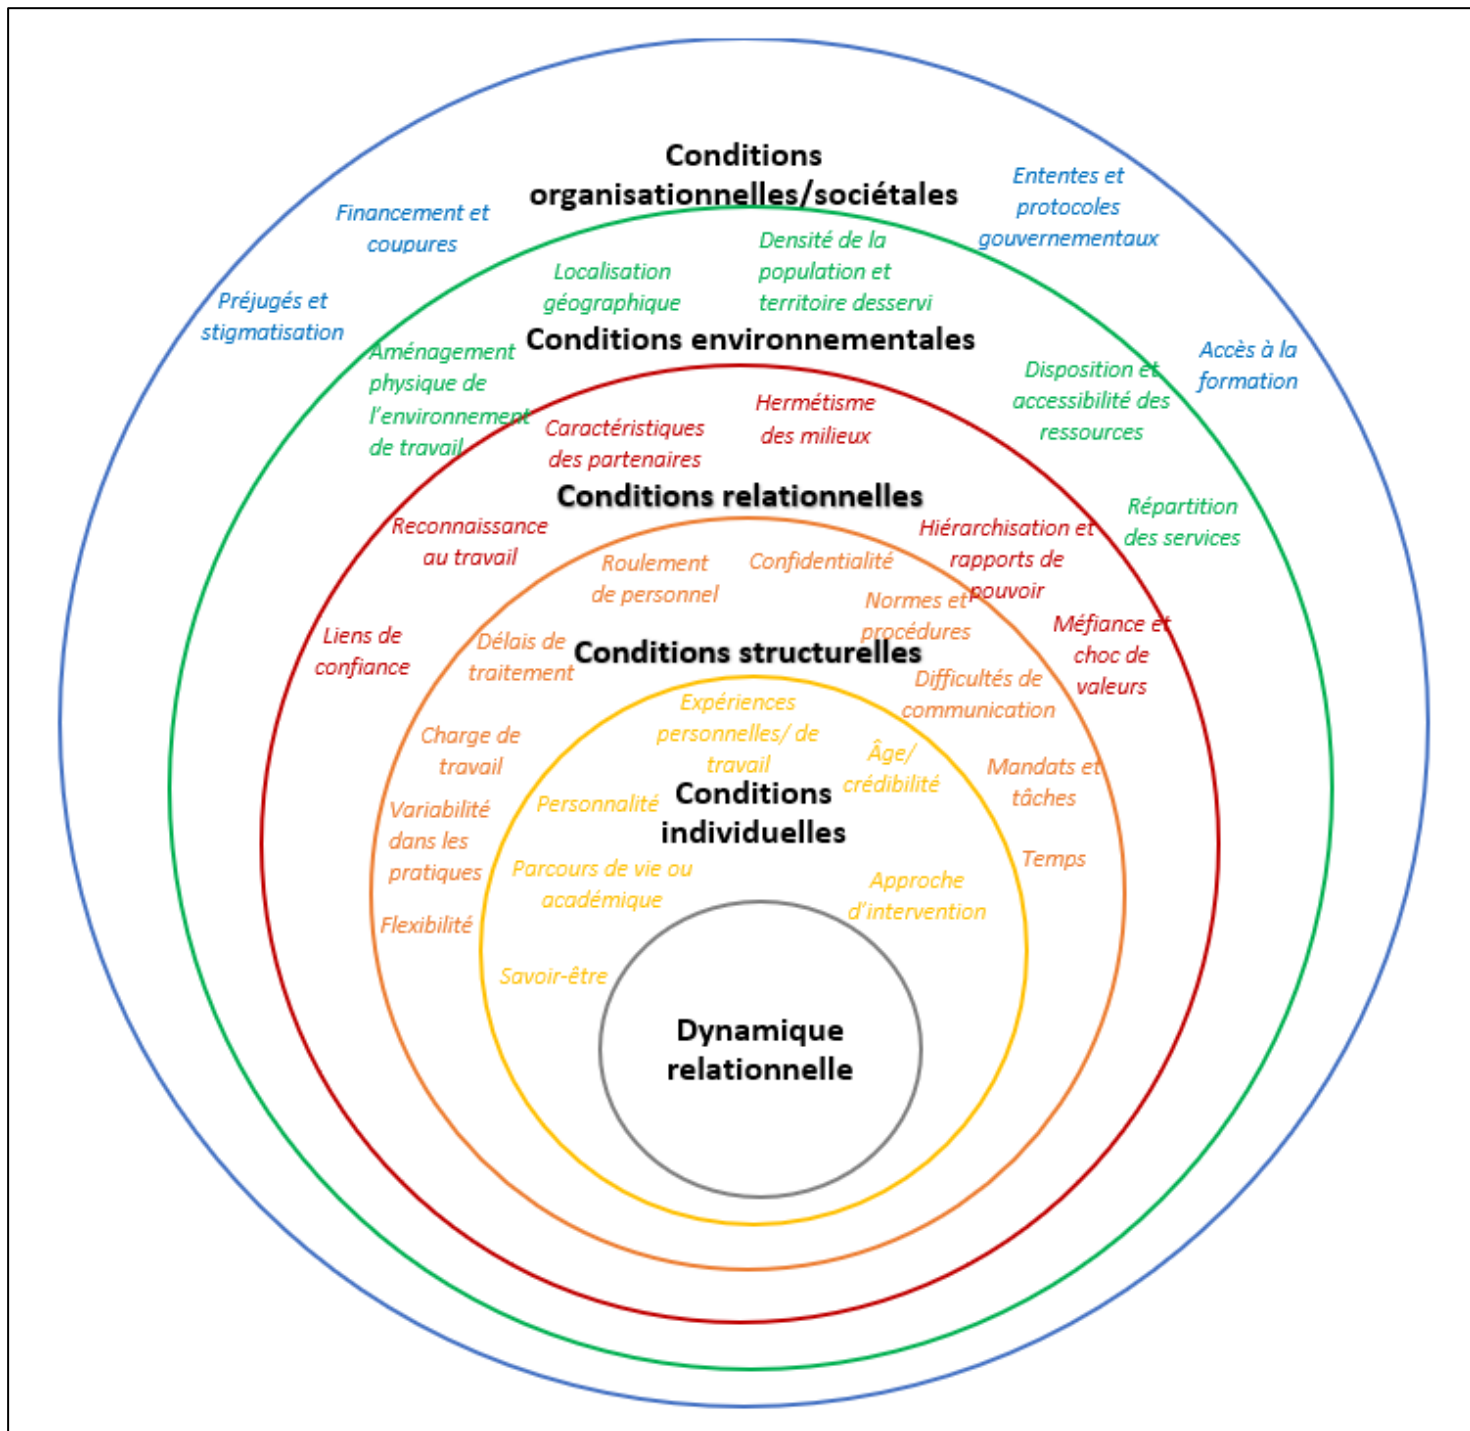 Conditions
organisationnelles/sociétales
Financement et
coupures
Ententes et
protocoles
gouvernementaux
Préjugés et
stigmatisation
Accès à la
formation
Localisation
géographique
Densité de la
population et
territoire desservi
Conditions environnementales
Aménagement
physique de
l’environnement
de travail
Disposition et
accessibilité des
ressources
Répartition
des services
Caractéristiques
des partenaires
Hermétisme
des milieux
Conditions relationnelles
Reconnaissance
au travail
Hiérarchisation et
rapports de
pouvoir
Liens de
confiance
Méfiance et
choc de
valeurs
Roulement
de personnel
Confidentialité
Normes et
procédures
Délais de
traitement
Conditions structurelles
Difficultés de
communication
Charge de
travail
Mandats et
tâches
Variabilité
dans les
pratiques
Temps
Flexibilité
Expériences
personnelles/ de
travail
Âge/
crédibilité
Personnalité
Conditions
individuelles
Parcours de vie ou
académique
Approche
d’intervention
Savoir-être
Dynamique
relationnelle